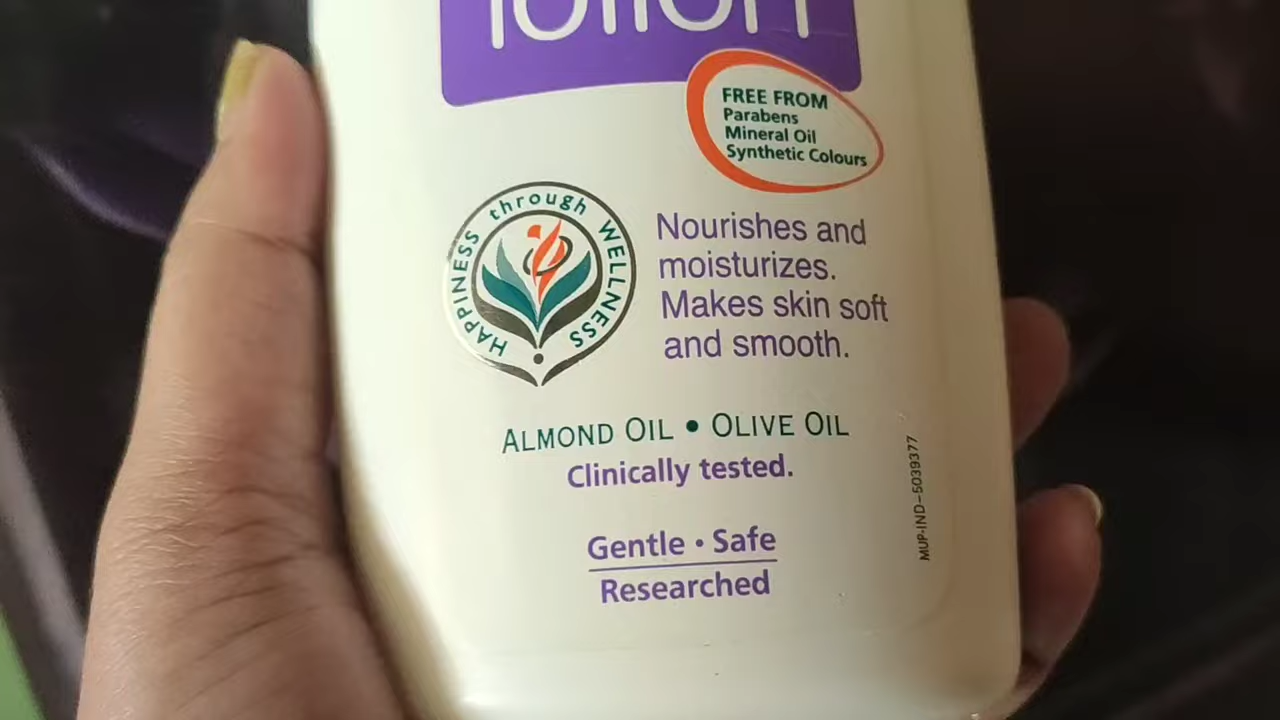 lotion
FREE FROM
Parabens
Mineral Oil
Synthetic Colours
HAPPINESS through WELLNESS
Nourishes and
moisturizes.
Makes skin soft
and smooth.
ALMOND OIL • OLIVE OIL
Clinically tested.
Gentle • Safe
Researched
MUP-IND-5039377